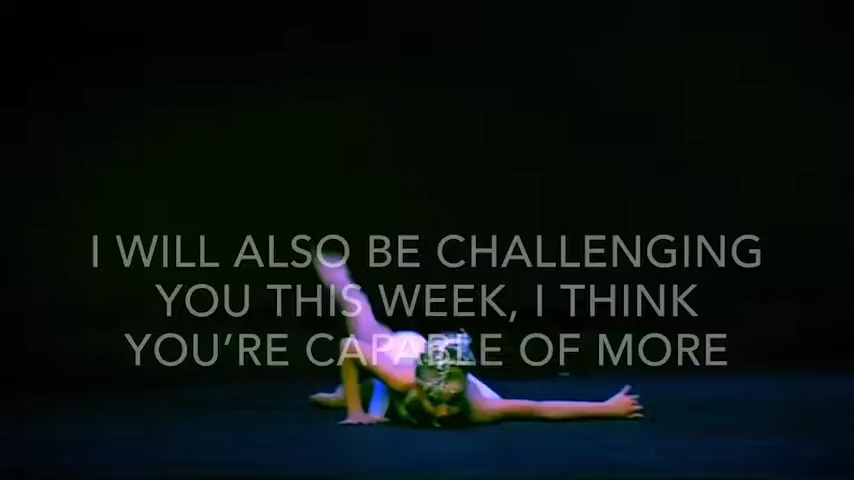 I WILL ALSO BE CHALLENGING
YOU THIS WEEK, I THINK
YOU’RE CAPABLE OF MORE